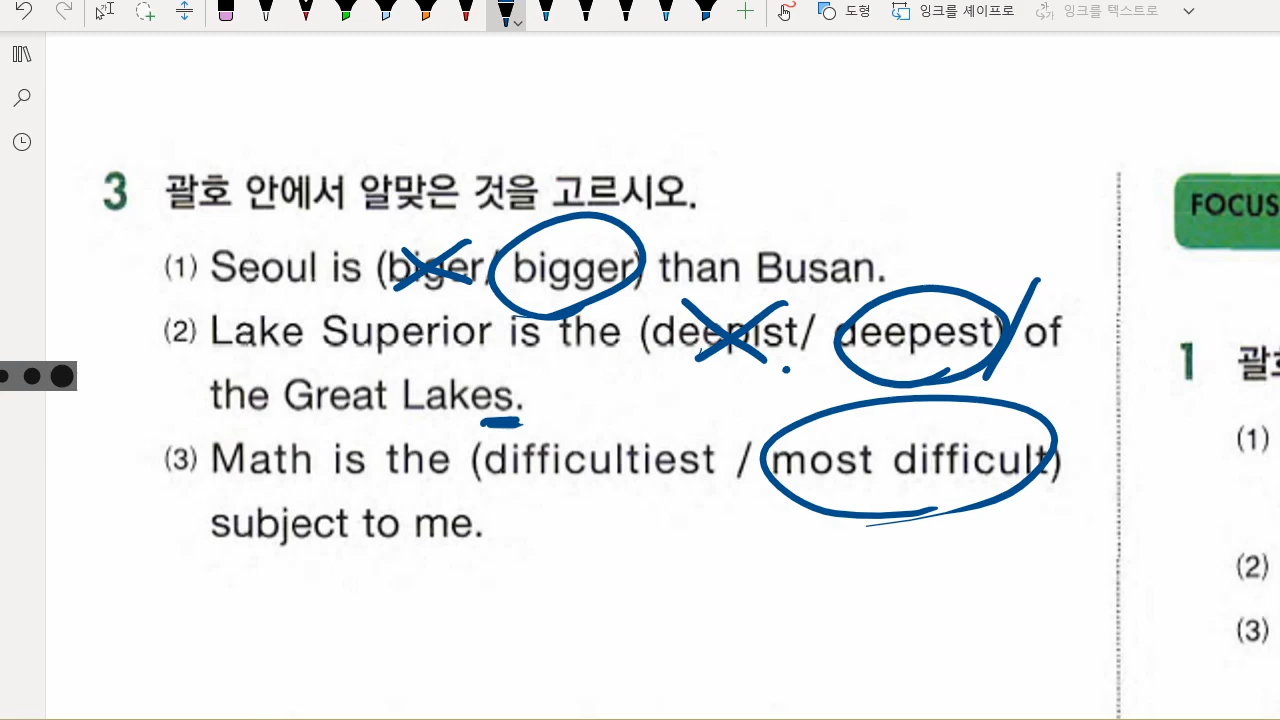 도형 잉크를 셰이프로 잉크를 텍스트로
3 괄호 안에서 알맞은 것을 고르시오.
(1) Seoul is (biger/ bigger) than Busan.
(2) Lake Superior is the (deepist/ deepest) of
the Great Lakes.
(3) Math is the (difficultiest / most difficult)
subject to me.
FOCUS
1 괄호
(1)
(2)
(3)